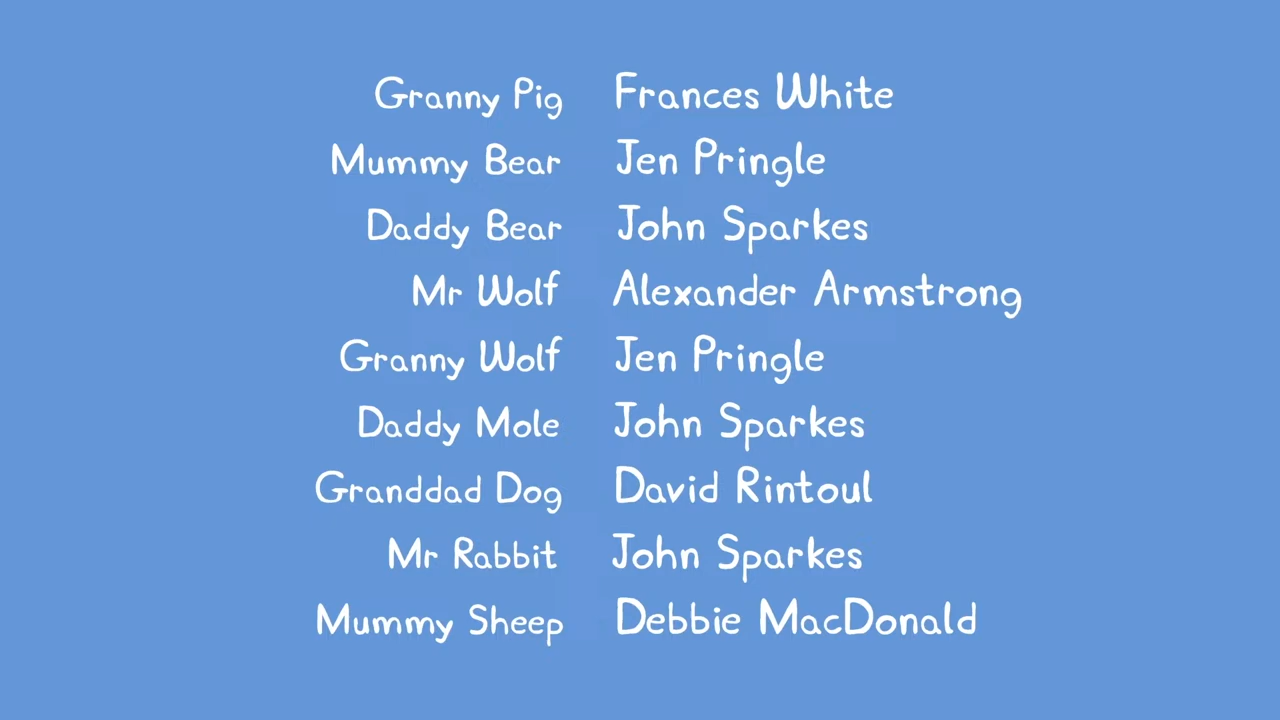 Granny Pig Frances White
Mummy Bear Jen Pringle
Daddy Bear John Sparkes
Mr Wolf Alexander Armstrong
Granny Wolf Jen Pringle
Daddy Mole John Sparkes
Granddad Dog David Rintoul
Mr Rabbit John Sparkes
Mummy Sheep Debbie MacDonald